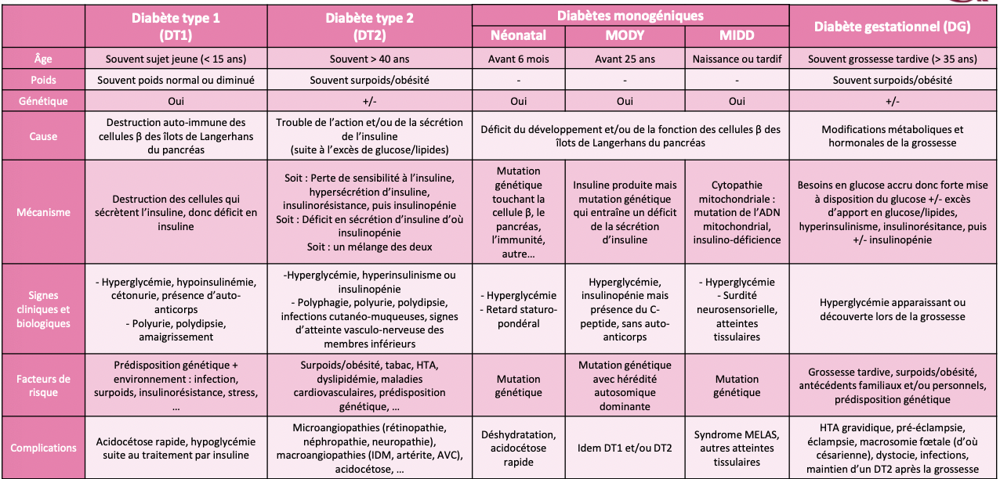 Diabète type 1
(DT1)
Diabète type 2
(DT2)
Diabètes monogéniques
Néonatal
MODY
MIDD
Diabète gestationnel (DG)
Âge
Souvent sujet jeune (< 15 ans)
Souvent > 40 ans
Avant 6 mois
Avant 25 ans
Naissance ou tardif
Souvent grossesse tardive (> 35 ans)
Poids
Souvent poids normal ou diminué
Souvent surpoids/obésité
-
-
-
Souvent surpoids/obésité
Génétique
Oui
+/-
Oui
Oui
Oui
+/-
Cause
Destruction auto-immune des
cellules β des îlots de Langerhans
du pancréas
Trouble de l'action et/ou de la sécrétion
de l'insuline
(suite à l'excès de glucose/lipides)
Déficit du développement et/ou de la fonction des cellules β des
îlots de Langerhans du pancréas
Modifications métaboliques et
hormonales de la grossesse
Mécanisme
Destruction des cellules qui
sécrètent l'insuline, donc déficit en
insuline
Soit : Perte de sensibilité à l'insuline,
hypersécrétion d'insuline,
insulinorésistance, puis insulinopénie
Soit : Déficit en sécrétion d'insuline d'où
insulinopénie
Soit : un mélange des deux
Mutation
génétique
touchant la
cellule β, le
pancréas,
l'immunité,
autre...
Insuline produite mais
mutation génétique
qui entraîne un déficit
de la sécrétion
d'insuline
Cytopathie
mitochondriale :
mutation de l'ADN
mitochondrial,
insulino-déficience
Besoins en glucose accru donc forte mise
à disposition du glucose +/- excès
d'apport en glucose/lipides,
hyperinsulinisme, insulinorésitance, puis
+/- insulinopénie
Signes
cliniques et
biologiques
- Hyperglycémie, hypoinsulinémie,
cétonurie, présence d'auto-
anticorps
- Polyurie, polydipsie,
amaigrissement
-Hyperglycémie, hyperinsulinisme ou
insulinopénie
- Polyphagie, polyurie, polydipsie,
infections cutanéo-muqueuses, signes
d'atteinte vasculo-nerveuse des
membres inférieurs
- Hyperglycémie
- Retard staturo-
pondéral
Hyperglycémie,
insulinopénie mais
présence du C-
peptide, sans auto-
anticorps
- Hyperglycémie
- Surdité
neurosensorielle,
atteintes
tissulaires
Hyperglycémie apparaissant ou
découverte lors de la grossesse
Facteurs de
risque
Prédisposition génétique +
environnement : infection,
surpoids, insulinorésistance, stress,
...
Surpoids/obésité, tabac, HTA,
dyslipidémie, maladies
cardiovasculaires, prédisposition
génétique, ...
Mutation
génétique
Mutation génétique
avec hérédité
autosomique
dominante
Mutation
génétique
Grossesse tardive, surpoids/obésité,
antécédents familiaux et/ou personnels,
prédisposition génétique
Complications
Acidocétose rapide, hypoglycémie
suite au traitement par insuline
Microangiopathies (rétinopathie,
néphropathie, neuropathie),
macroangiopathies (IDM, artérite, AVC),
acidocétose, ...
Déshydratation,
acidocétose
rapide
Idem DT1 et/ou DT2
Syndrome MELAS,
autres atteintes
tissulaires
HTA gravidique, pré-éclampsie,
éclampsie, macrosomie fœtale (d'où
césarienne), dystocie, infections,
maintien d'un DT2 après la grossesse